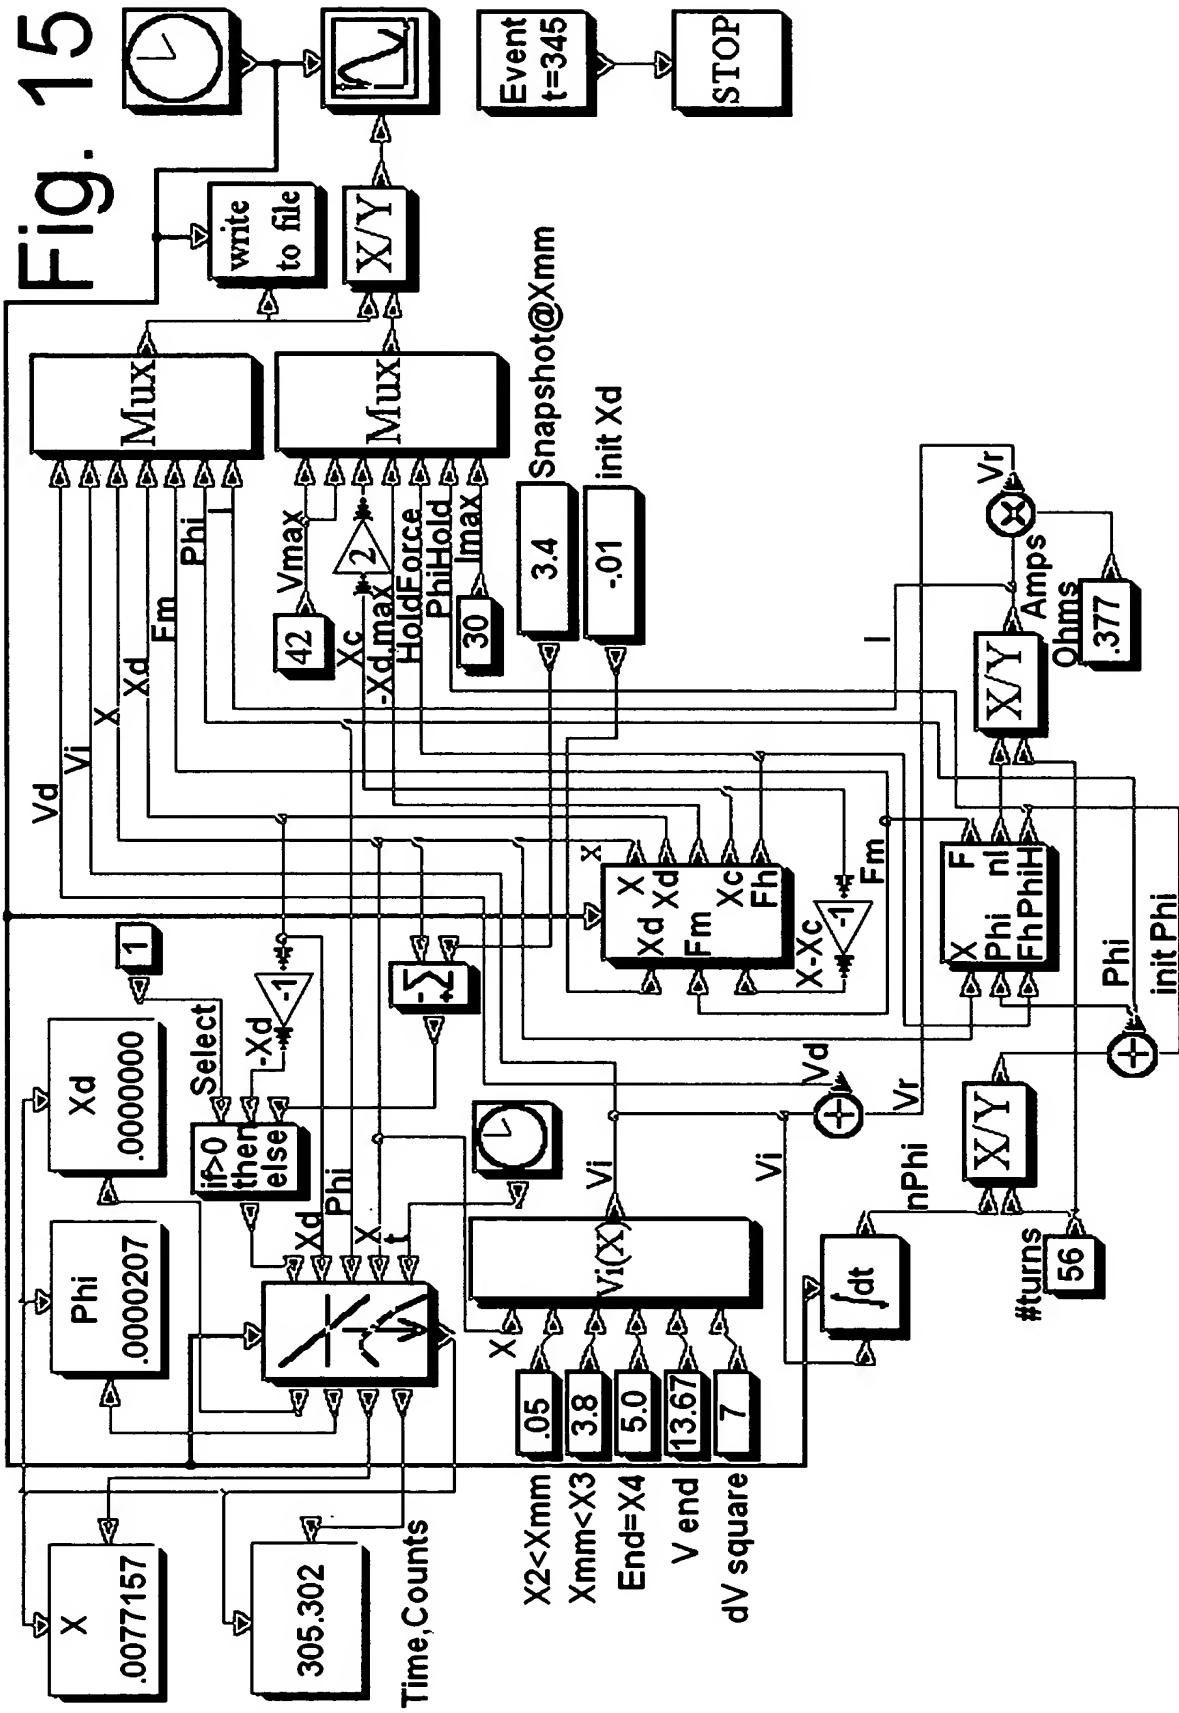 Fig. 15
X
.0077157
Phi
.0000207
Xd
.0000000
1
Select
-Xd
-1
if>0
then
else
305.302
Time,Counts
Xd
Phi
X
t
Vd
Vi
X
Xd
Fm
Phi
I
Mux
write
to file
42
Vmax
Xc
2
-Xd,max
HoldForce
PhiHold
30
Imax
Mux
X/Y
Event
t=345
STOP
-Σ
+
3.4
Snapshot@Xmm
-.01
init Xd
X2<Xmm
.05
Xmm<X3
3.8
End=X4
5.0
V end
13.67
dV square
7
X
Vi(X)
Vi
Xd
Fm
X
Xd
Xc
Fh
X
X-Xc
-1
Fm
Vi
Vd
Vr
∫dt
nPhi
#turns
56
X/Y
Phi
init Phi
X
Phi
Fh
F
nI
PhiH
X/Y
I
Amps
Ohms
.377
Vr